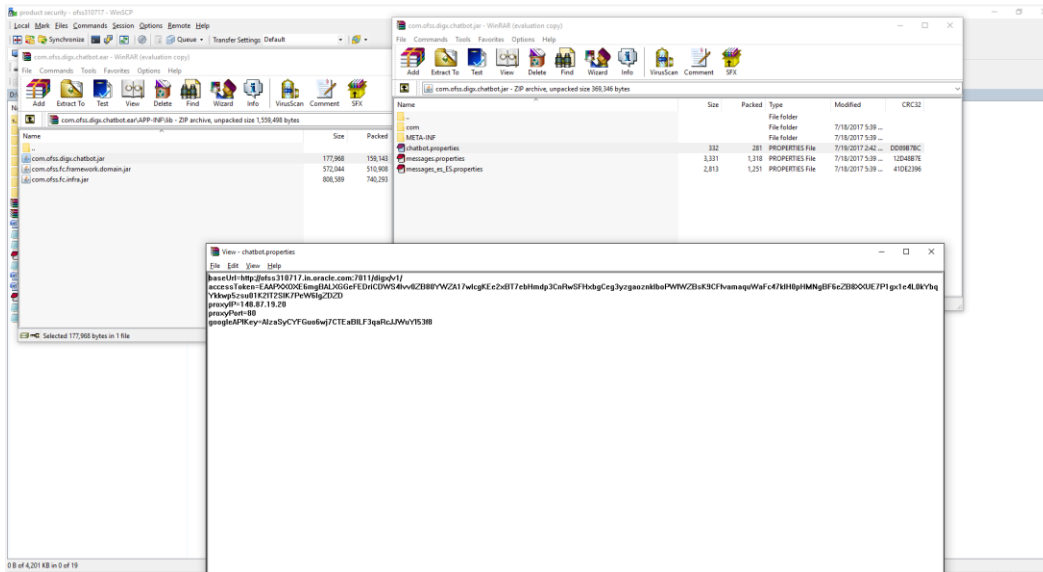 product security - ofss310717 - WinSCP
Local Mark Files Commands Session Options Remote Help
Synchronize Queue Transfer Settings Default
com.ofss.digx.chatbot.ear - WinRAR (evaluation copy)
File Commands Tools Favorites Options Help
Add Extract To Test View Delete Find Wizard Info VirusScan Comment SFX
com.ofss.digx.chatbot.ear\APP-INF\lib - ZIP archive, unpacked size 1,559,498 bytes
Name Size Packed
..
com.ofss.digx.chatbot.jar 177,968 159,143
com.ofss.fc.framework.domain.jar 572,044 510,908
com.ofss.fc.infra.jar 808,589 740,293
Selected 177,968 bytes in 1 file
com.ofss.digx.chatbot.jar - WinRAR (evaluation copy)
File Commands Tools Favorites Options Help
Add Extract To Test View Delete Find Wizard Info VirusScan Comment SFX
com.ofss.digx.chatbot.jar - ZIP archive, unpacked size 369,346 bytes
Name Size Packed Type Modified CRC32
.. File folder
com File folder 7/18/2017 5:39 ...
META-INF File folder 7/18/2017 5:39 ...
chatbot.properties 332 281 PROPERTIES File 7/19/2017 2:42 ... DD89B7BC
messages.properties 3,331 1,318 PROPERTIES File 7/18/2017 5:39 ... 12D48B7E
messages_es_ES.properties 2,813 1,251 PROPERTIES File 7/18/2017 5:39 ... 41DE2396
View - chatbot.properties
File Edit View Help
baseUrl=http://ofss310717.in.oracle.com:7011/digx/v1/
accessToken=
proxyIP=148.87.19.20
proxyPort=80
googleAPIKey=
0 B of 4,201 KB in 0 of 19